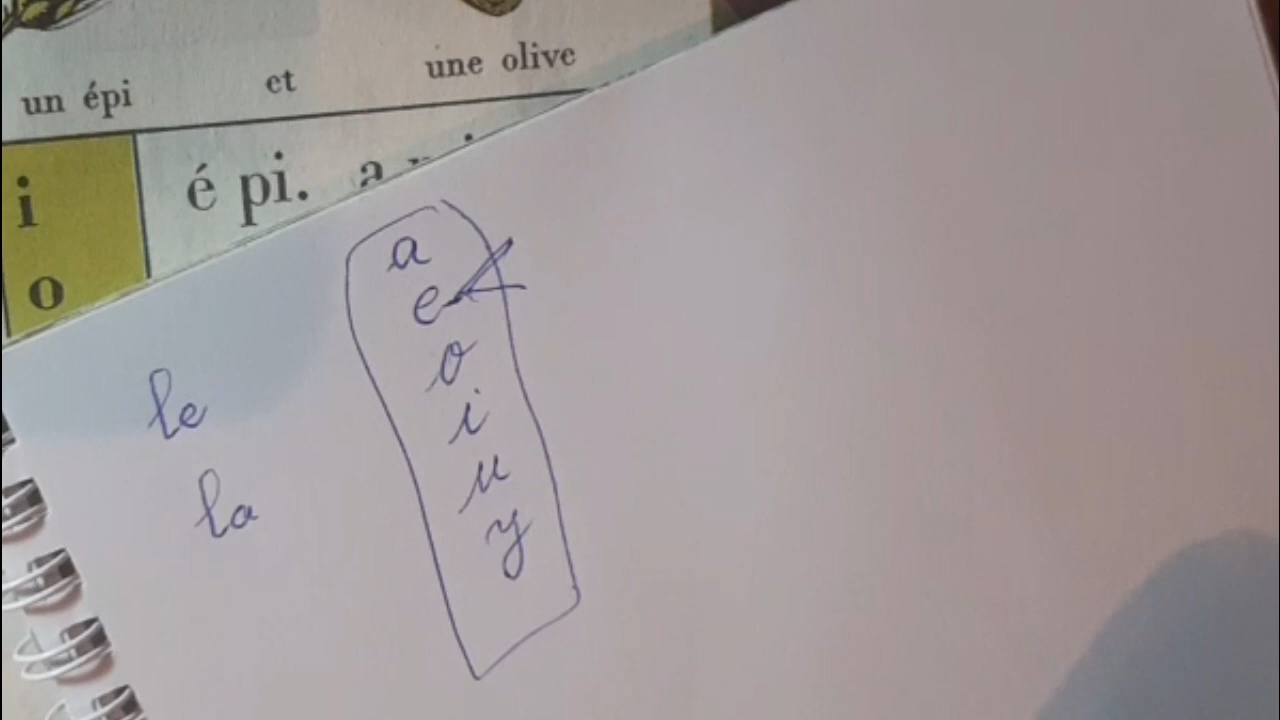 un épi et une olive
i é pi.
o
a
e
o
i
u
y
le
la